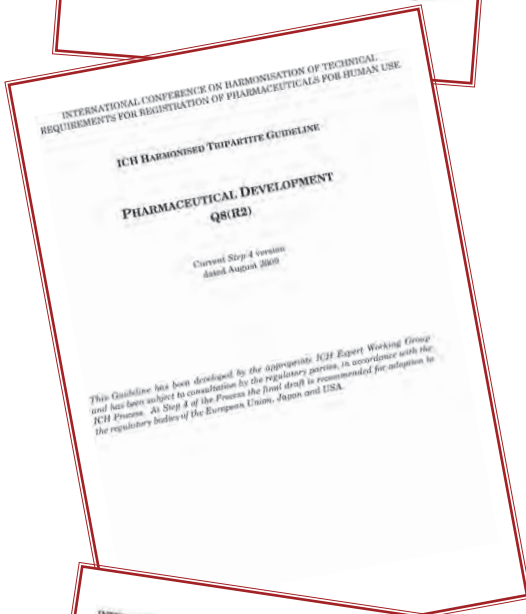 INTERNATIONAL CONFERENCE ON HARMONISATION OF TECHNICAL
REQUIREMENTS FOR REGISTRATION OF PHARMACEUTICALS FOR HUMAN USE
ICH HARMONISED TRIPARTITE GUIDELINE
PHARMACEUTICAL DEVELOPMENT
Q8(R2)
Current Step 4 version
dated August 2009
This Guideline has been developed by the appropriate ICH Expert Working Group
and has been subject to consultation by the regulatory parties, in accordance with the
ICH Process. At Step 4 of the Process the final draft is recommended for adoption to
the regulatory bodies of the European Union, Japan and USA.